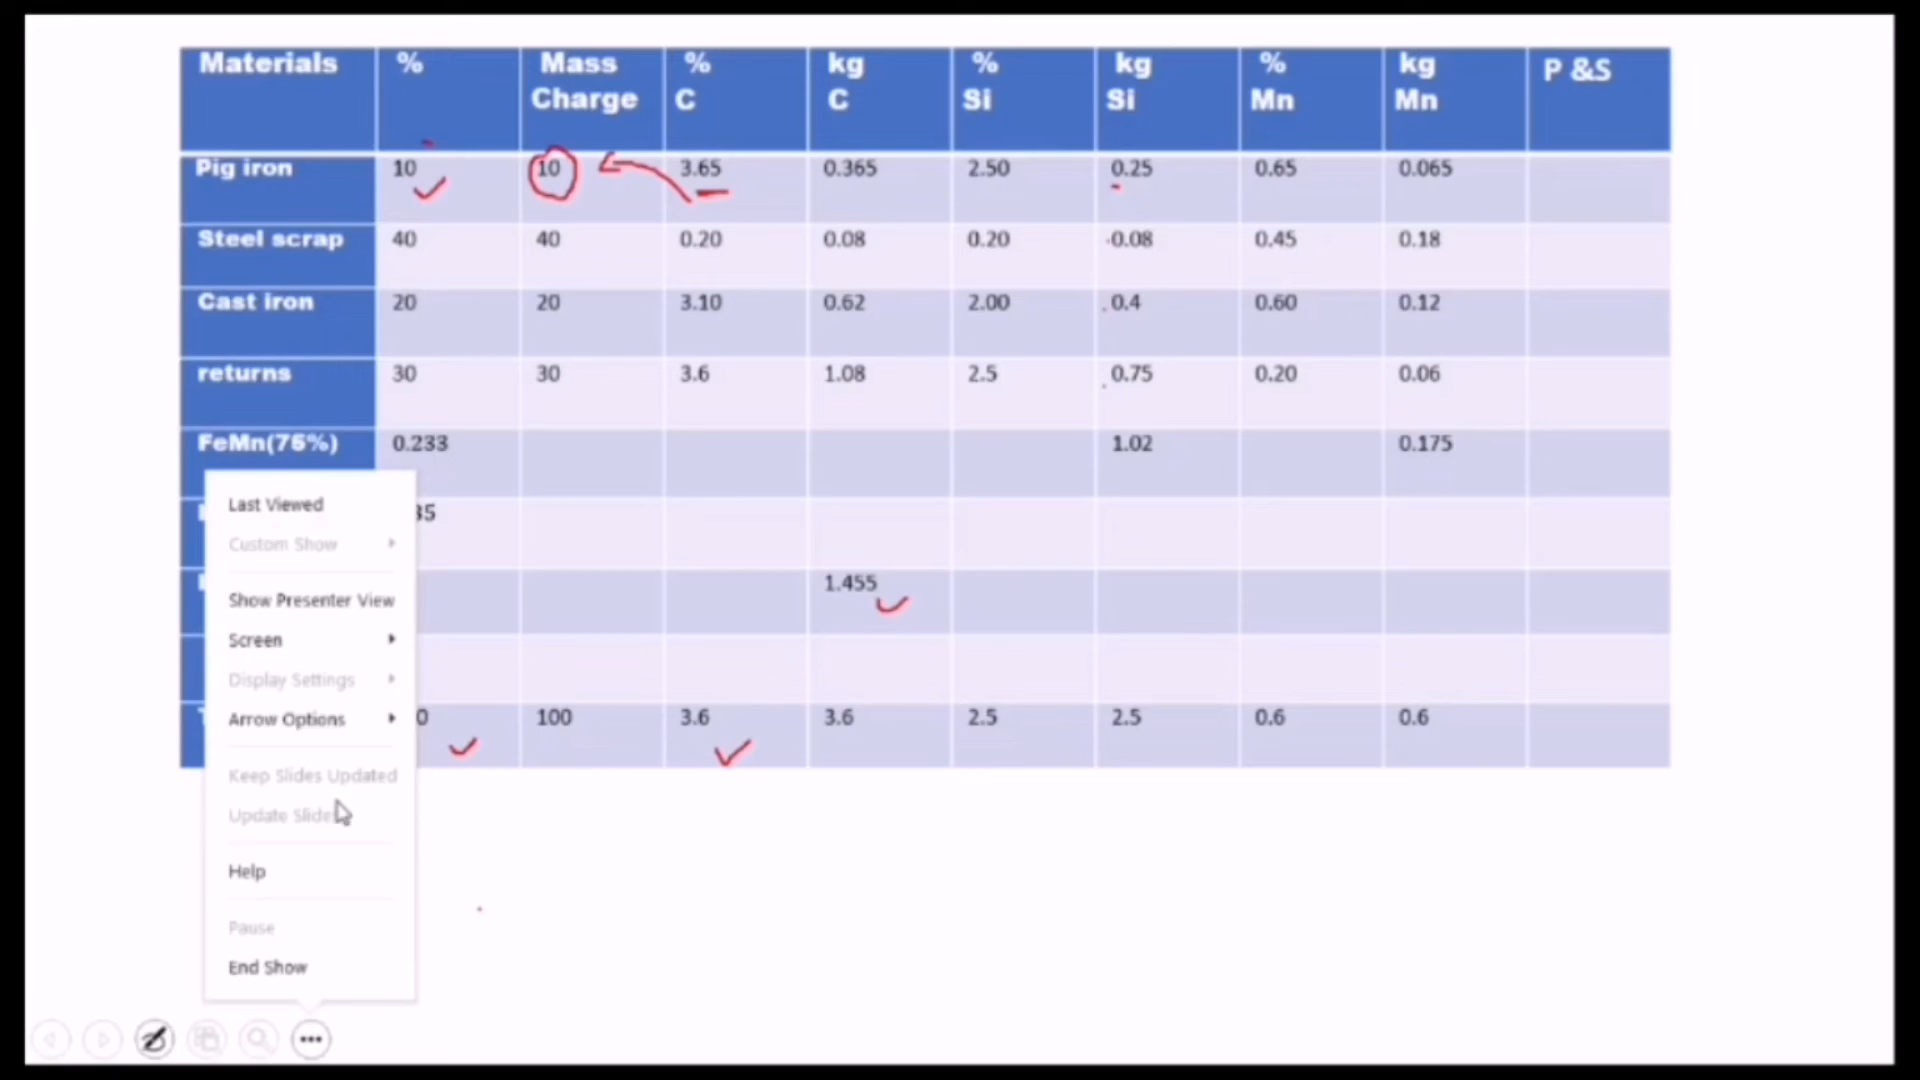 Materials % Mass Charge % C kg C % Si kg Si % Mn kg Mn P &S
Pig iron 10 10 3.65 0.365 2.50 0.25 0.65 0.065
Steel scrap 40 40 0.20 0.08 0.20 0.08 0.45 0.18
Cast iron 20 20 3.10 0.62 2.00 0.4 0.60 0.12
returns 30 30 3.6 1.08 2.5 0.75 0.20 0.06
FeMn(76%) 0.233 1.02 0.175
35
1.455
0 100 3.6 3.6 2.5 2.5 0.6 0.6
Last Viewed
Custom Show
Show Presenter View
Screen
Display Settings
Arrow Options
Keep Slides Updated
Update Slides
Help
Pause
End Show